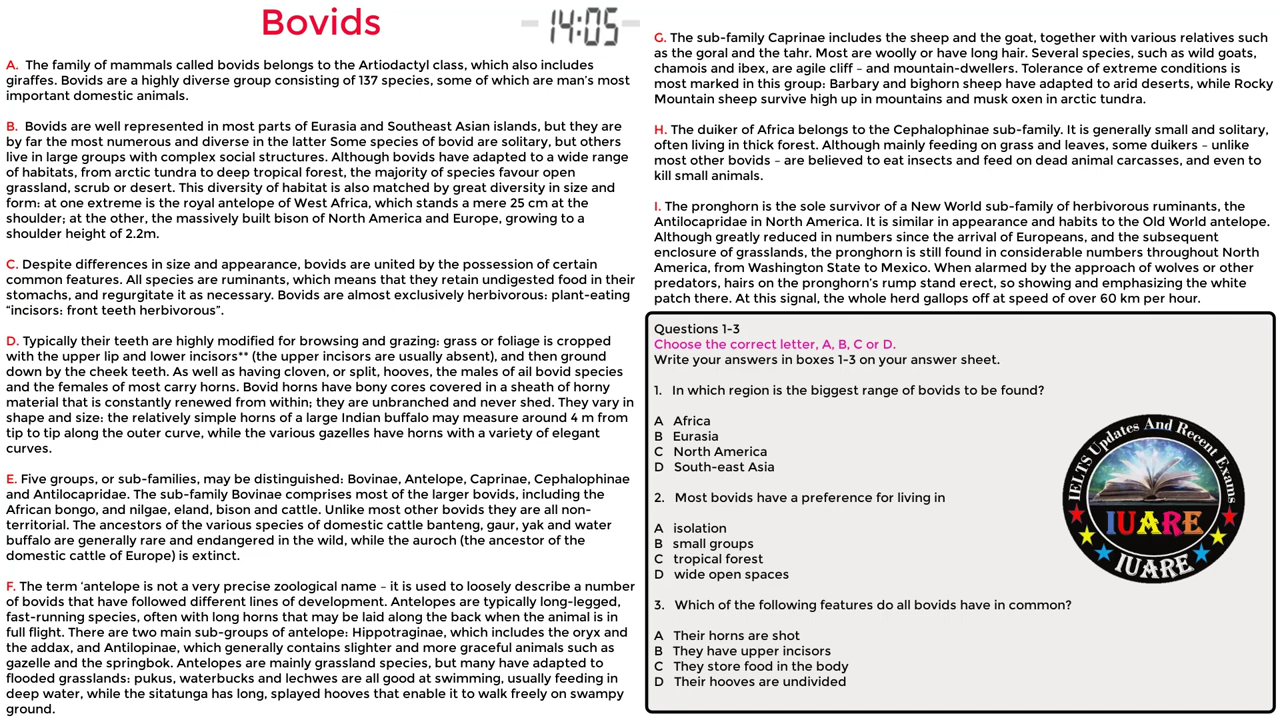 Bovids
14:05
A. The family of mammals called bovids belongs to the Artiodactyl class, which also includes
giraffes. Bovids are a highly diverse group consisting of 137 species, some of which are man's most
important domestic animals.
B. Bovids are well represented in most parts of Eurasia and Southeast Asian islands, but they are
by far the most numerous and diverse in the latter Some species of bovid are solitary, but others
live in large groups with complex social structures. Although bovids have adapted to a wide range
of habitats, from arctic tundra to deep tropical forest, the majority of species favour open
grassland, scrub or desert. This diversity of habitat is also matched by great diversity in size and
form: at one extreme is the royal antelope of West Africa, which stands a mere 25 cm at the
shoulder; at the other, the massively built bison of North America and Europe, growing to a
shoulder height of 2.2m.
C. Despite differences in size and appearance, bovids are united by the possession of certain
common features. All species are ruminants, which means that they retain undigested food in their
stomachs, and regurgitate it as necessary. Bovids are almost exclusively herbivorous: plant-eating
"incisors: front teeth herbivorous".
D. Typically their teeth are highly modified for browsing and grazing: grass or foliage is cropped
with the upper lip and lower incisors** (the upper incisors are usually absent), and then ground
down by the cheek teeth. As well as having cloven, or split, hooves, the males of ail bovid species
and the females of most carry horns. Bovid horns have bony cores covered in a sheath of horny
material that is constantly renewed from within; they are unbranched and never shed. They vary in
shape and size: the relatively simple horns of a large Indian buffalo may measure around 4 m from
tip to tip along the outer curve, while the various gazelles have horns with a variety of elegant
curves.
E. Five groups, or sub-families, may be distinguished: Bovinae, Antelope, Caprinae, Cephalophinae
and Antilocapridae. The sub-family Bovinae comprises most of the larger bovids, including the
African bongo, and nilgae, eland, bison and cattle. Unlike most other bovids they are all non-
territorial. The ancestors of the various species of domestic cattle banteng, gaur, yak and water
buffalo are generally rare and endangered in the wild, while the auroch (the ancestor of the
domestic cattle of Europe) is extinct.
F. The term 'antelope is not a very precise zoological name – it is used to loosely describe a number
of bovids that have followed different lines of development. Antelopes are typically long-legged,
fast-running species, often with long horns that may be laid along the back when the animal is in
full flight. There are two main sub-groups of antelope: Hippotraginae, which includes the oryx and
the addax, and Antilopinae, which generally contains slighter and more graceful animals such as
gazelle and the springbok. Antelopes are mainly grassland species, but many have adapted to
flooded grasslands: pukus, waterbucks and lechwes are all good at swimming, usually feeding in
deep water, while the sitatunga has long, splayed hooves that enable it to walk freely on swampy
ground.
G. The sub-family Caprinae includes the sheep and the goat, together with various relatives such
as the goral and the tahr. Most are woolly or have long hair. Several species, such as wild goats,
chamois and ibex, are agile cliff – and mountain-dwellers. Tolerance of extreme conditions is
most marked in this group: Barbary and bighorn sheep have adapted to arid deserts, while Rocky
Mountain sheep survive high up in mountains and musk oxen in arctic tundra.
H. The duiker of Africa belongs to the Cephalophinae sub-family. It is generally small and solitary,
often living in thick forest. Although mainly feeding on grass and leaves, some duikers – unlike
most other bovids – are believed to eat insects and feed on dead animal carcasses, and even to
kill small animals.
I. The pronghorn is the sole survivor of a New World sub-family of herbivorous ruminants, the
Antilocapridae in North America. It is similar in appearance and habits to the Old World antelope.
Although greatly reduced in numbers since the arrival of Europeans, and the subsequent
enclosure of grasslands, the pronghorn is still found in considerable numbers throughout North
America, from Washington State to Mexico. When alarmed by the approach of wolves or other
predators, hairs on the pronghorn's rump stand erect, so showing and emphasizing the white
patch there. At this signal, the whole herd gallops off at speed of over 60 km per hour.
Questions 1-3
Choose the correct letter, A, B, C or D.
Write your answers in boxes 1-3 on your answer sheet.
1. In which region is the biggest range of bovids to be found?
A Africa
B Eurasia
C North America
D South-east Asia
2. Most bovids have a preference for living in
A isolation
B small groups
C tropical forest
D wide open spaces
3. Which of the following features do all bovids have in common?
A Their horns are shot
B They have upper incisors
C They store food in the body
D Their hooves are undivided
IELTS Updates And Recent Exams
IUARE
IUARE